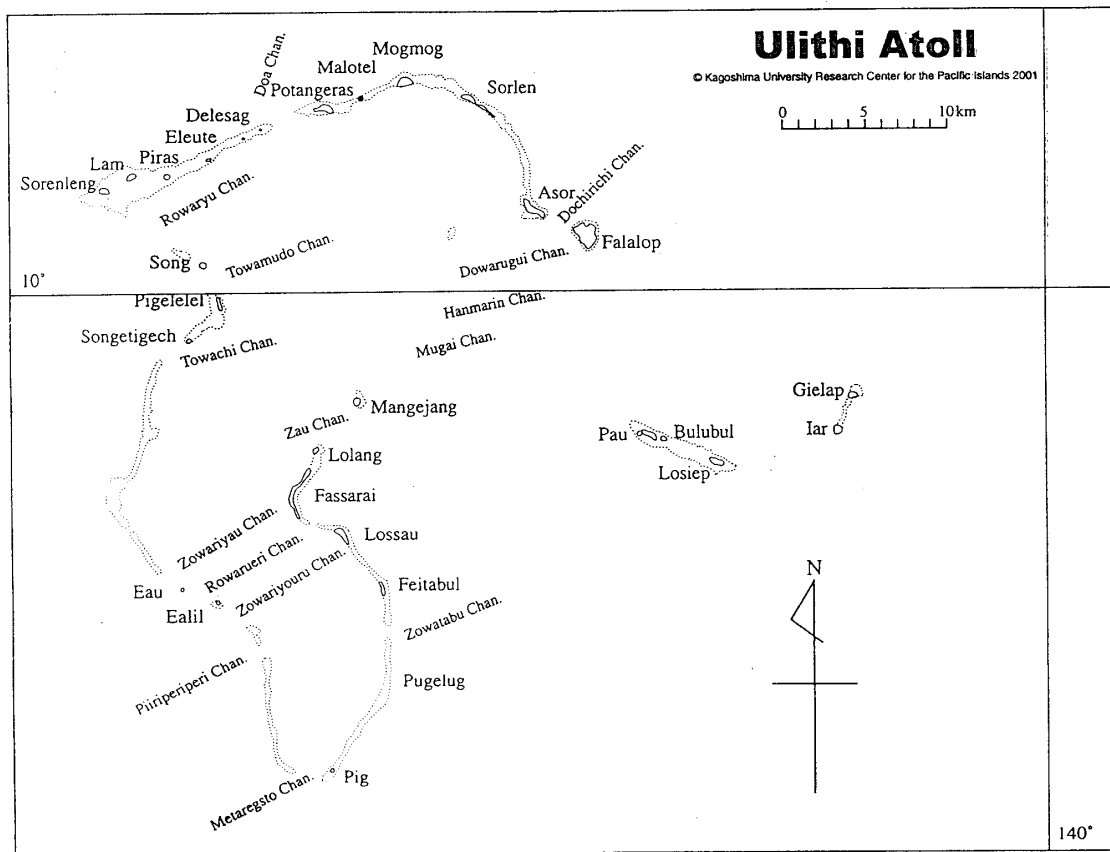 Ulithi Atoll
© Kagoshima University Research Center for the Pacific Islands 2001
0 5 10km
Doa Chan.
Mogmog
Malotel
Potangeras
Sorlen
Delesag
Eleute
Piras
Lam
Sorenleng
Rowaryu Chan.
Asor
Dochirichi Chan.
Falalop
Song
Towamudo Chan.
Dowarugui Chan.
10°
Pigelelel
Hanmarin Chan.
Songetigech
Towachi Chan.
Mugai Chan.
Mangejang
Zau Chan.
Gielap
Iar
Pau
Bulubul
Losiep
Lolang
Fassarai
Zowariyau Chan.
Lossau
Rowarueri Chan.
Eau
Ealil
Zowariyouru Chan.
Feitabul
N
Zowatabu Chan.
Piiriperiperi Chan.
Pugelug
Pig
Metaregsto Chan.
140°